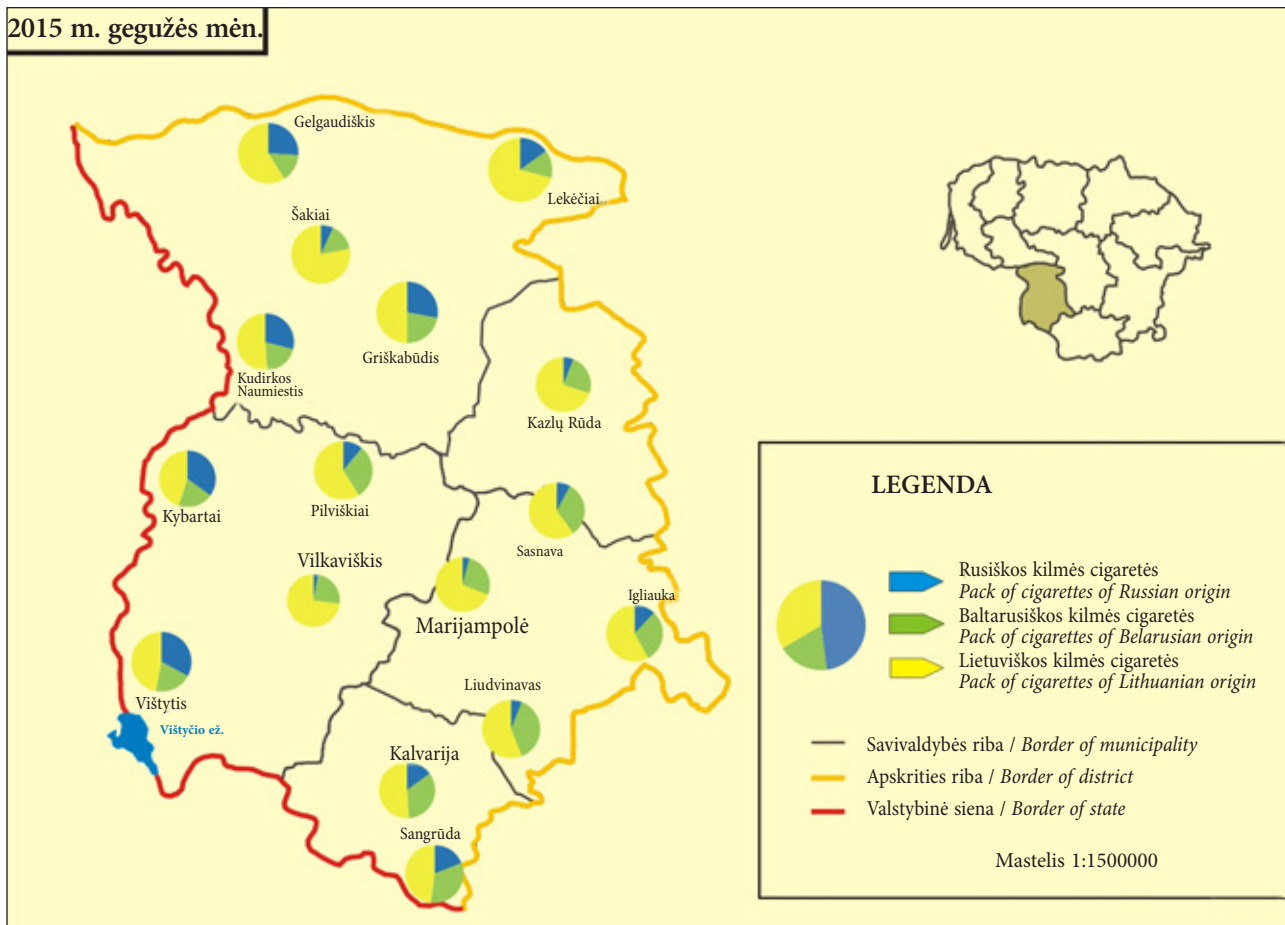 2015 m. gegužės mėn.
Gelgaudiškis
Lekėčiai
Šakiai
Griškabūdis
Kudirkos
Naumiestis
Kazlų Rūda
Kybartai
Pilviškiai
Sasnava
Vilkaviškis
Marijampolė
Igliauka
Vištytis
Vištyčio ež.
Liudvinavas
Kalvarija
Sangrūda
LEGENDA
Rusiškos kilmės cigaretės
Pack of cigarettes of Russian origin
Baltarusiškos kilmės cigaretės
Pack of cigarettes of Belarusian origin
Lietuviškos kilmės cigaretės
Pack of cigarettes of Lithuanian origin
Savivaldybės riba / Border of municipality
Apskrities riba / Border of district
Valstybinė siena / Border of state
Mastelis 1:1500000